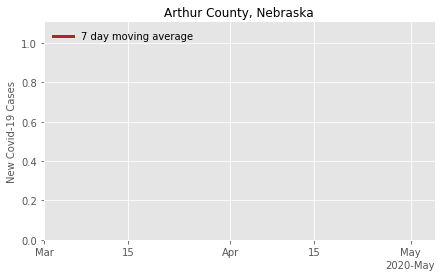 Arthur County, Nebraska
7 day moving average
New Covid-19 Cases
1.0
0.8
0.6
0.4
0.2
0.0
Mar 15 Apr 15 May
2020-May